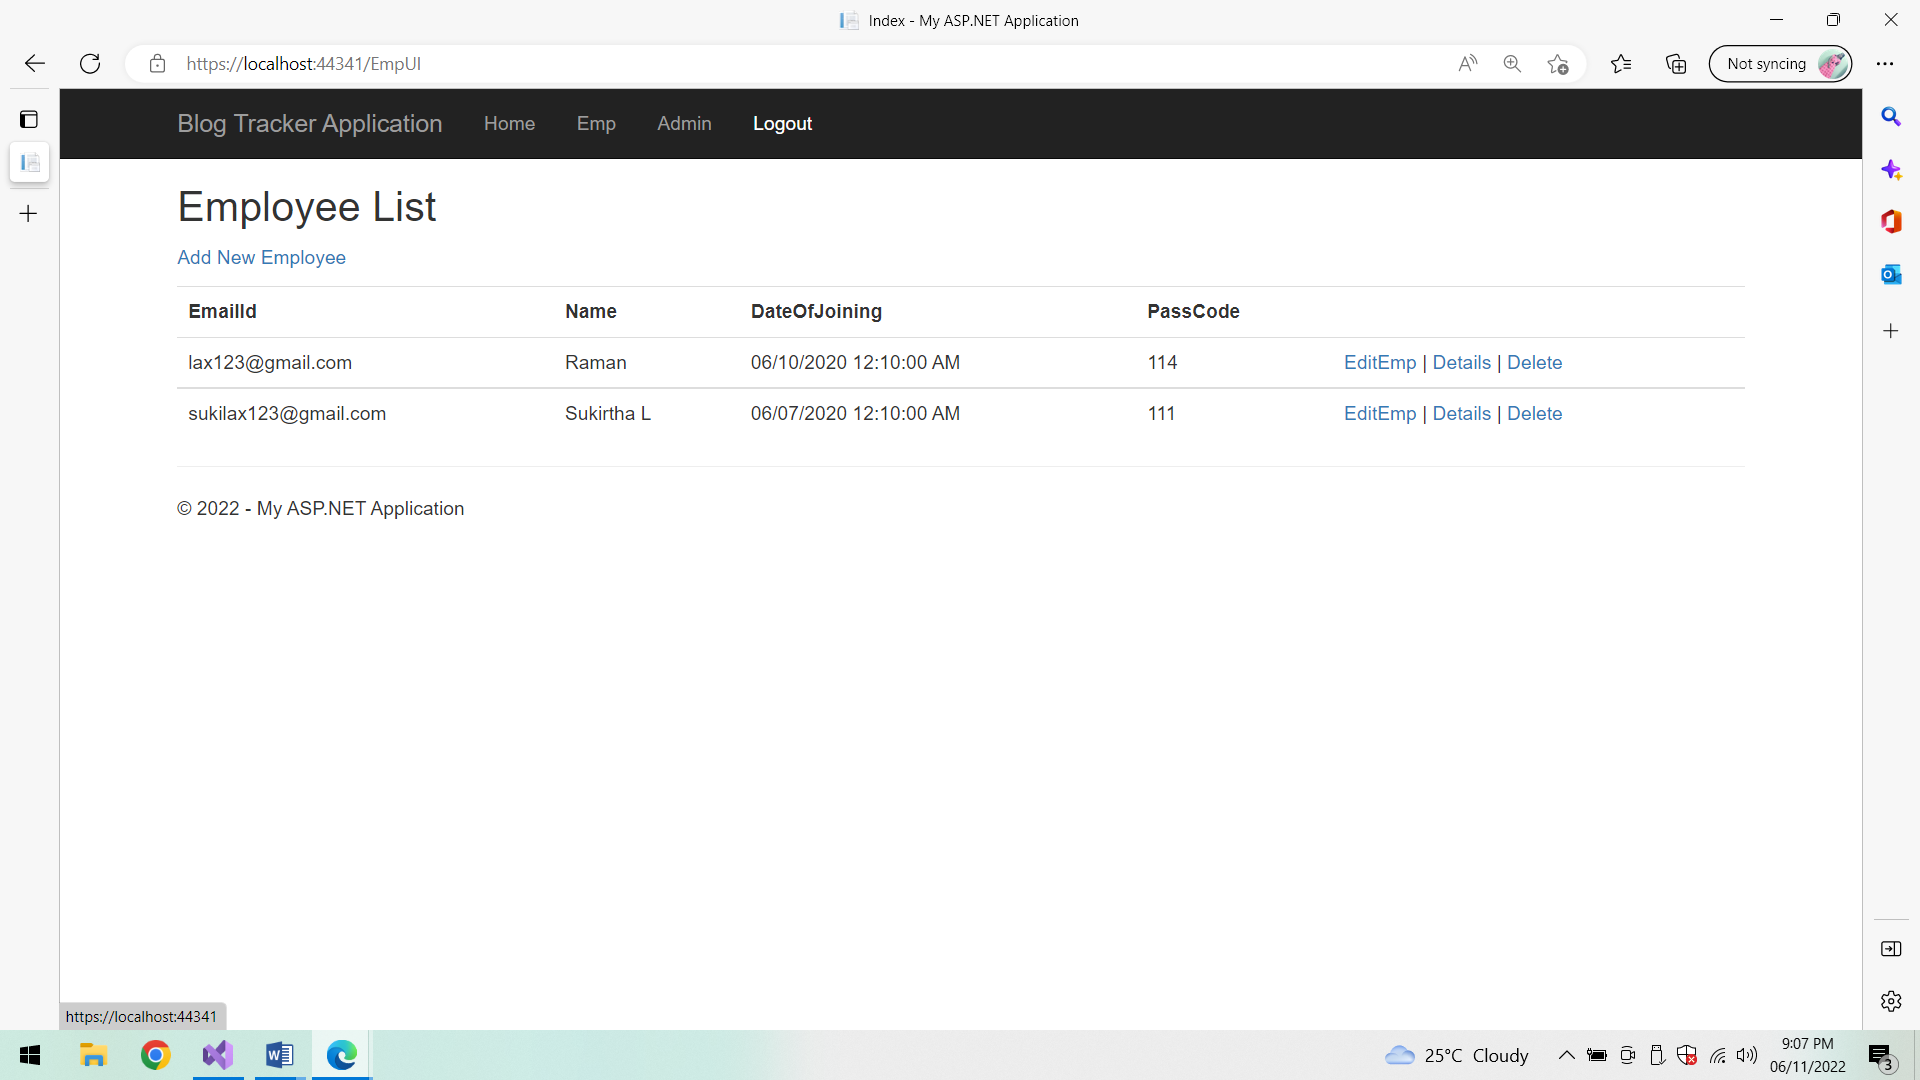 Index - My ASP.NET Application
https://localhost:44341/EmpUI
Not syncing
Blog Tracker Application Home Emp Admin Logout
Employee List
Add New Employee
EmailId Name DateOfJoining PassCode
lax123@gmail.com Raman 06/10/2020 12:10:00 AM 114 EditEmp | Details | Delete
sukilax123@gmail.com Sukirtha L 06/07/2020 12:10:00 AM 111 EditEmp | Details | Delete
© 2022 - My ASP.NET Application
https://localhost:44341
25°C Cloudy
9:07 PM
06/11/2022
3